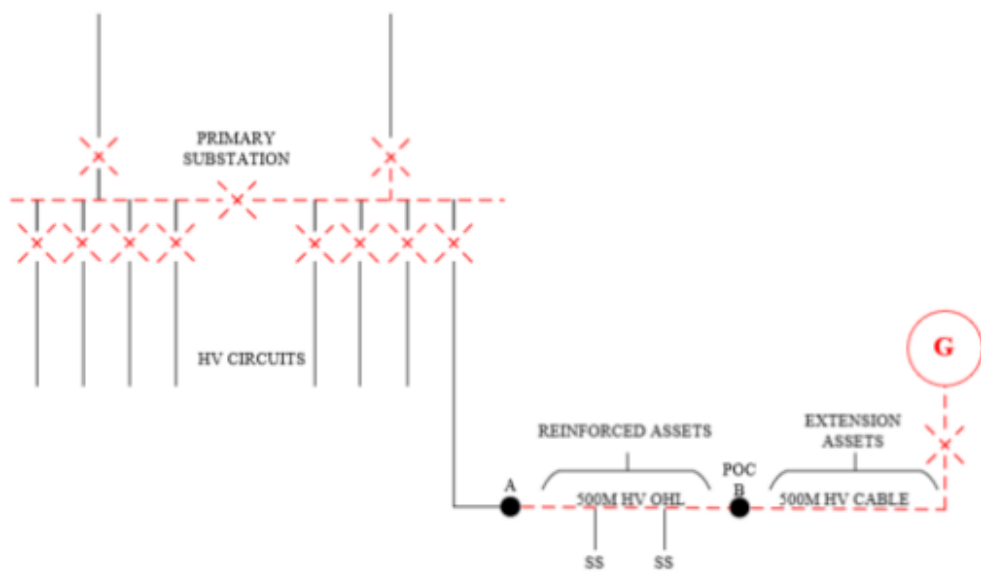 PRIMARY
SUBSTATION
HV CIRCUITS
G
REINFORCED ASSETS
EXTENSION
ASSETS
A
POC
B
500M HV OHL
500M HV CABLE
SS
SS